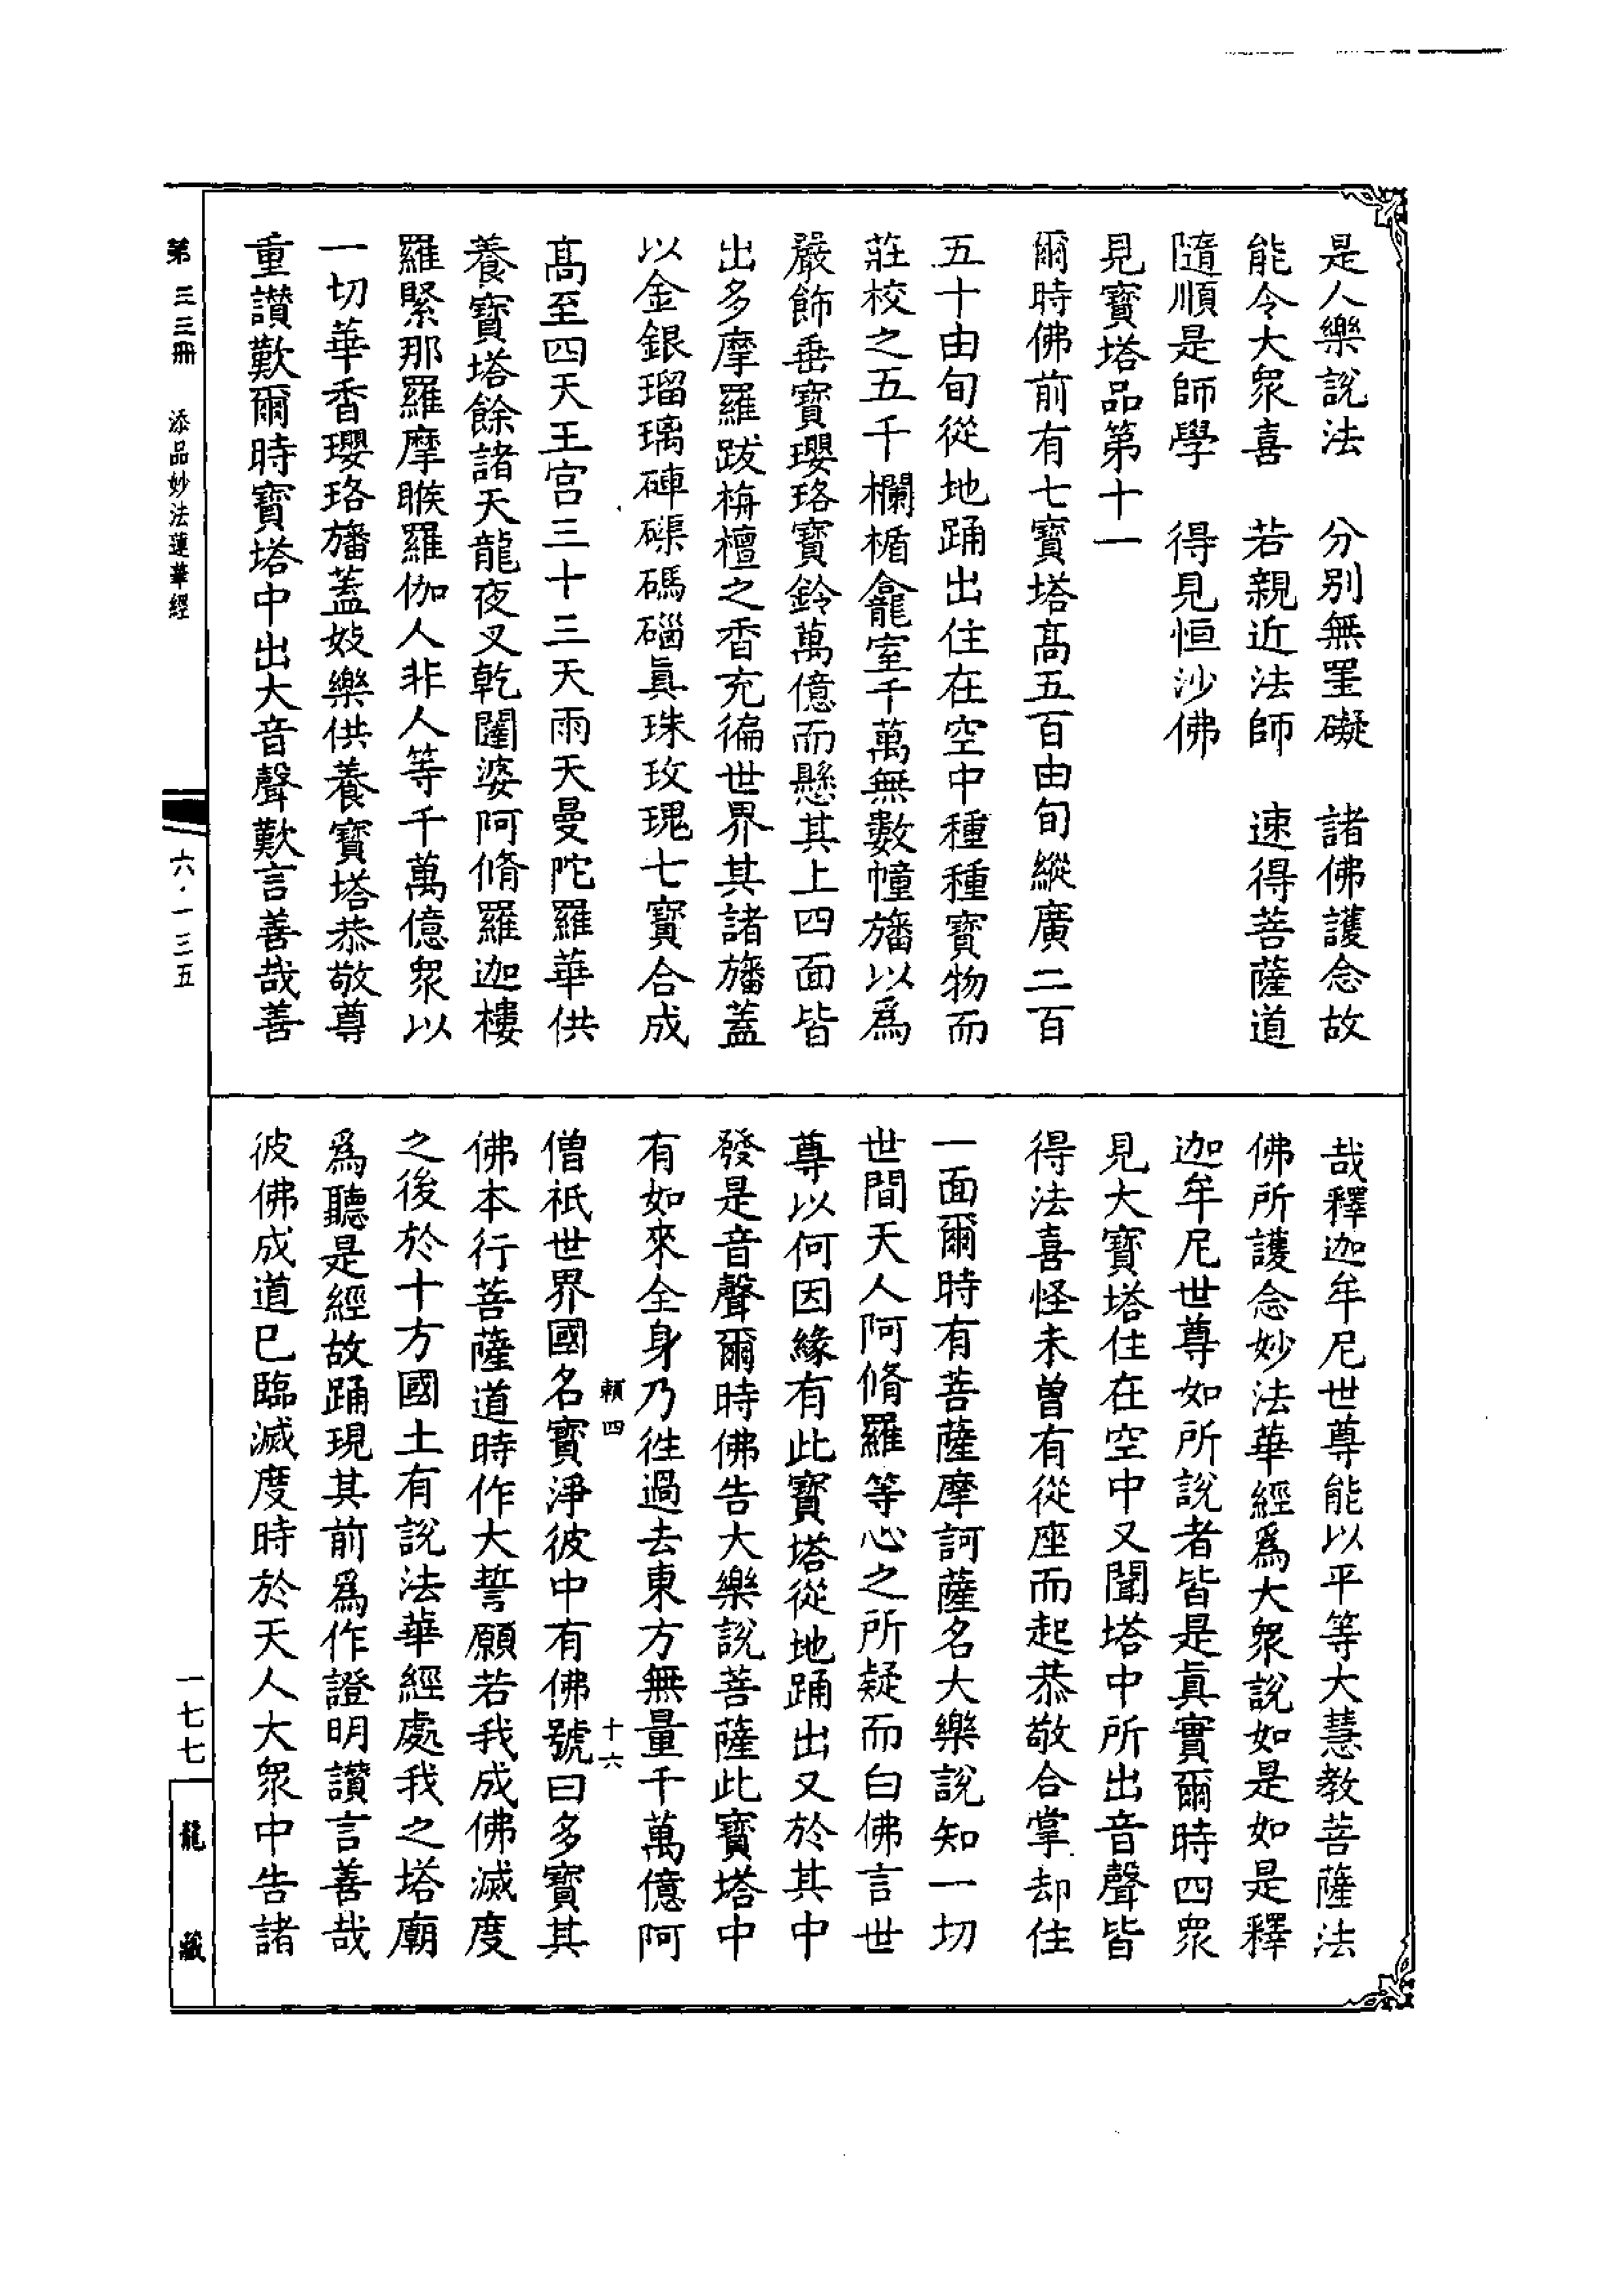 是人樂說法　分別無罣礙　諸佛護念故
能令大眾喜　若親近法師　速得菩薩道
隨順是師學　得見恒沙佛
見寶塔品第十一
爾時佛前有七寶塔高五百由旬縱廣二百
五十由旬從地踊出住在空中種種寶物而
莊校之五千欄楯龕室千萬無數幢旛以爲
嚴飾垂寶瓔珞寶鈴萬億而懸其上四面皆
出多摩羅跋栴檀之香充徧世界其諸旛蓋
以金銀瑠璃硨磲碼碯眞珠玫瑰七寶合成
高至四天王宮三十三天雨天曼陀羅華供
養寶塔餘諸天龍夜叉乾闥婆阿脩羅迦樓
羅緊那羅摩睺羅伽人非人等千萬億眾以
一切華香瓔珞旛蓋妓樂供養寶塔恭敬尊
重讚歎爾時寶塔中出大音聲歎言善哉善
哉釋迦牟尼世尊能以平等大慧教菩薩法
佛所護念妙法華經爲大眾說如是如是釋
迦牟尼世尊如所說者皆是眞實爾時四眾
見大寶塔住在空中又聞塔中所出音聲皆
得法喜怪未曾有從座而起恭敬合掌却住
一面爾時有菩薩摩訶薩名大樂說知一切
世間天人阿脩羅等心之所疑而白佛言世
尊以何因緣有此寶塔從地踊出又於其中
發是音聲爾時佛告大樂說菩薩此寶塔中
有如來全身乃徃過去東方無量千萬億阿
頼四　十六
僧祇世界國名寶淨彼中有佛號曰多寶其
佛本行菩薩道時作大誓願若我成佛滅度
之後於十方國土有說法華經處我之塔廟
爲聽是經故踊現其前爲作證明讚言善哉
彼佛成道已臨滅度時於天人大眾中告諸
第三三冊　添品妙法蓮華經　六·一三五
一七七　龍藏